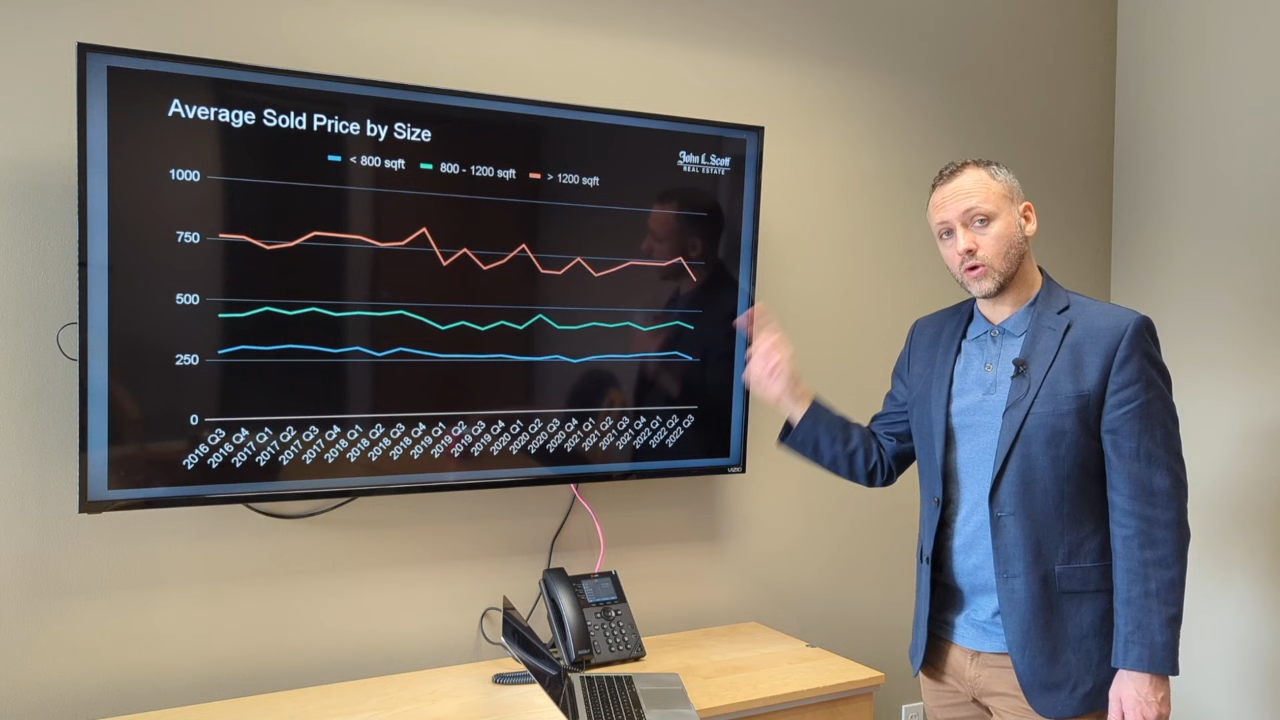 Average Sold Price by Size
< 800 sqft 800 - 1200 sqft > 1200 sqft
John L. Scott
REAL ESTATE
1000
750
500
250
0
2016 Q3
2016 Q4
2017 Q1
2017 Q2
2017 Q3
2017 Q4
2018 Q1
2018 Q2
2018 Q3
2018 Q4
2019 Q1
2019 Q2
2019 Q3
2019 Q4
2020 Q1
2020 Q2
2020 Q3
2020 Q4
2021 Q1
2021 Q2
2021 Q3
2021 Q4
2022 Q1
2022 Q2
2022 Q3
VIZIO